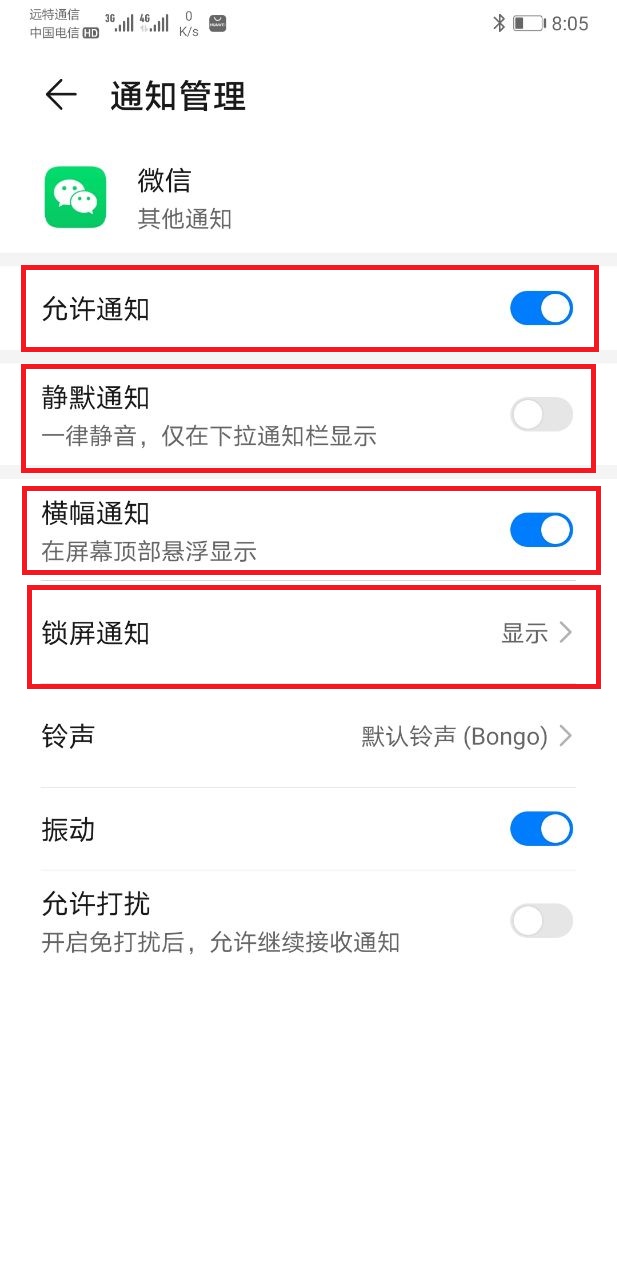 远特通信
中国电信 HD 3G 4G 0 K/s 8:05
通知管理
微信
其他通知
允许通知
静默通知
一律静音，仅在下拉通知栏显示
横幅通知
在屏幕顶部悬浮显示
锁屏通知 显示
铃声 默认铃声 (Bongo)
振动
允许打扰
开启免打扰后，允许继续接收通知